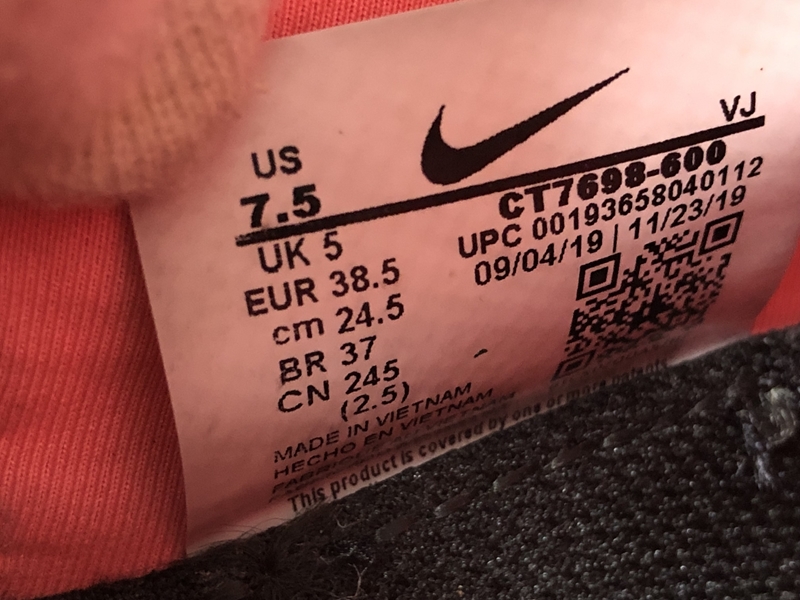 VJ
US
7.5
UK 5
EUR 38.5
cm 24.5
BR 37
CN 245
(2.5)
CT7698-600
UPC 00193658040112
09/04/19 | 11/23/19
MADE IN VIETNAM
HECHO EN VIETNAM
This product is covered by one or more patents